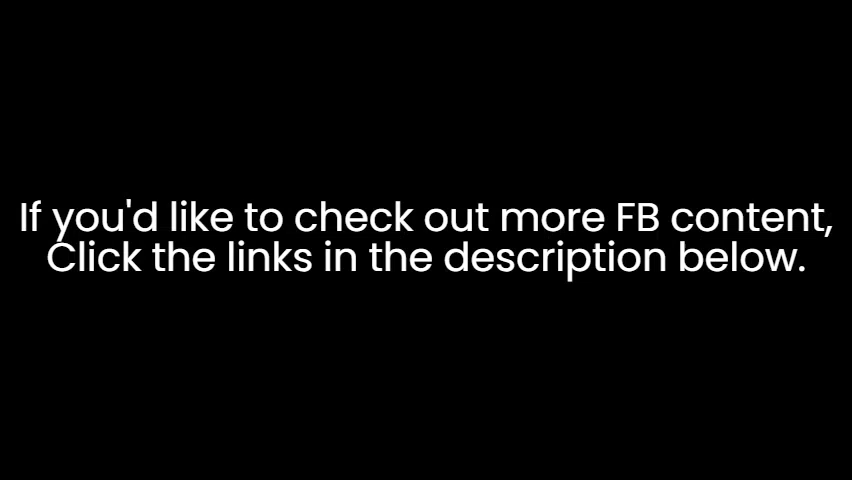 If you'd like to check out more FB content,
Click the links in the description below.